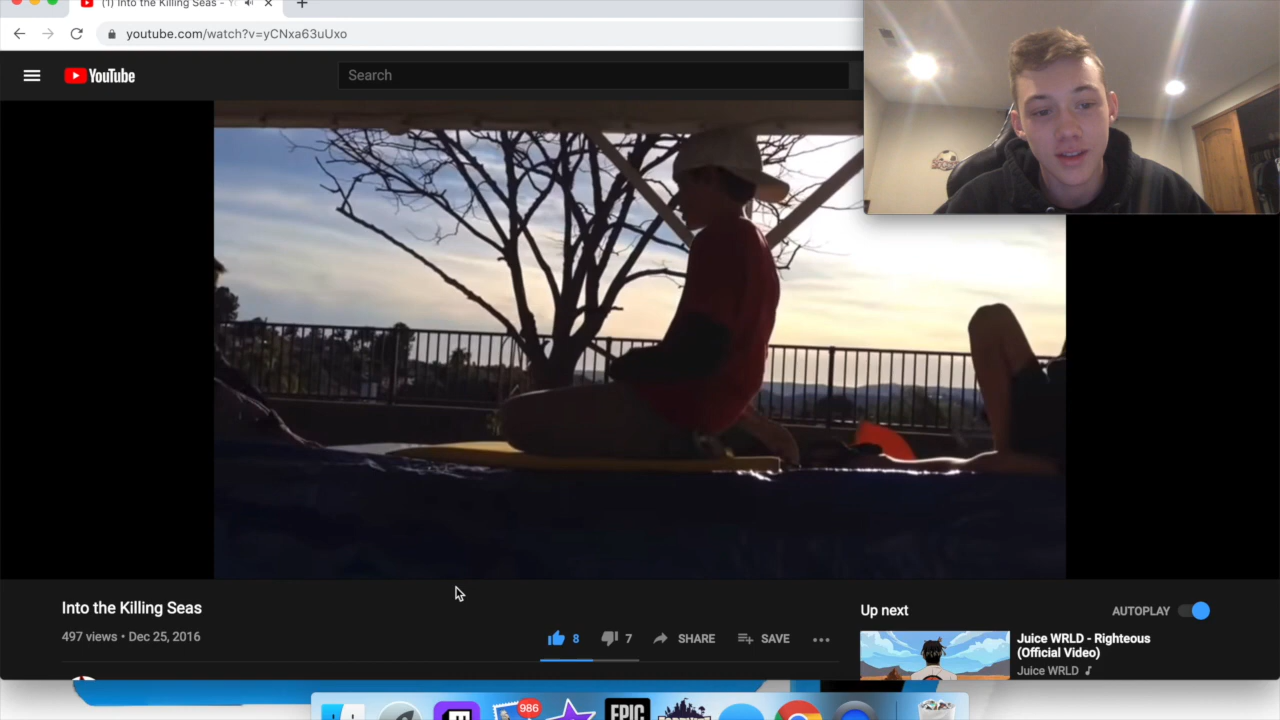 (1) Into the Killing Seas -
youtube.com/watch?v=yCNxa63uUxo
YouTube
Search
Into the Killing Seas
497 views • Dec 25, 2016
8
7
SHARE
SAVE
Up next
AUTOPLAY
Juice WRLD - Righteous
(Official Video)
Juice WRLD
986
EPIC